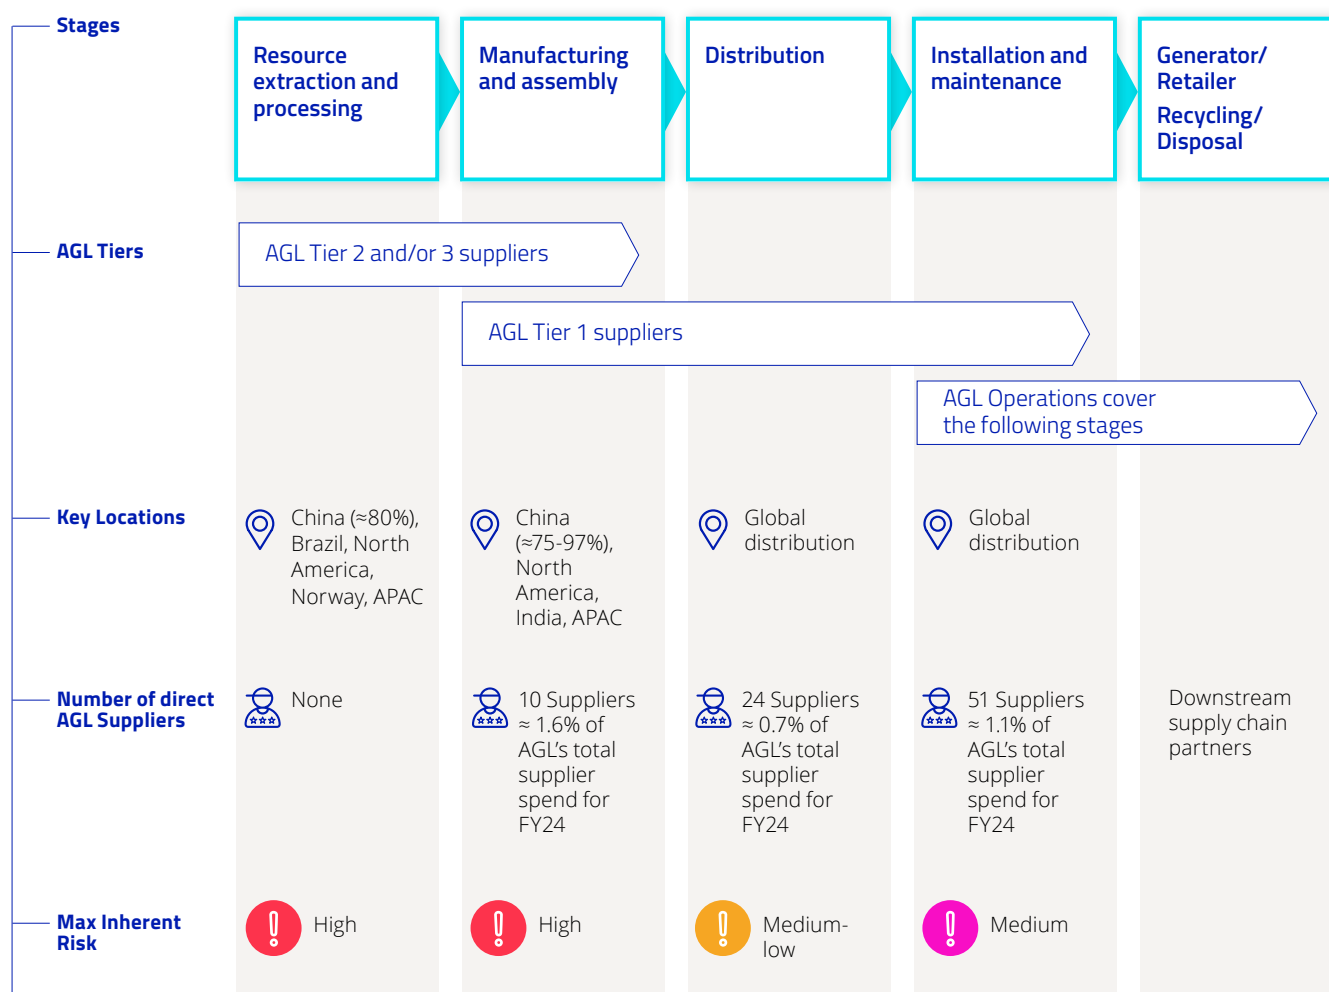 Stages
Resource
extraction and
processing
Manufacturing
and assembly
Distribution
Installation and
maintenance
Generator/
Retailer
Recycling/
Disposal
AGL Tiers
AGL Tier 2 and/or 3 suppliers
AGL Tier 1 suppliers
AGL Operations cover
the following stages
Key Locations
China (≈80%),
Brazil, North
America,
Norway, APAC
China
(≈75-97%),
North
America,
India, APAC
Global
distribution
Global
distribution
Number of direct
AGL Suppliers
None
10 Suppliers
≈ 1.6% of
AGL’s total
supplier
spend for
FY24
24 Suppliers
≈ 0.7% of
AGL’s total
supplier
spend for
FY24
51 Suppliers
≈ 1.1% of
AGL’s total
supplier
spend for
FY24
Downstream
supply chain
partners
Max Inherent
Risk
High
High
Medium-
low
Medium